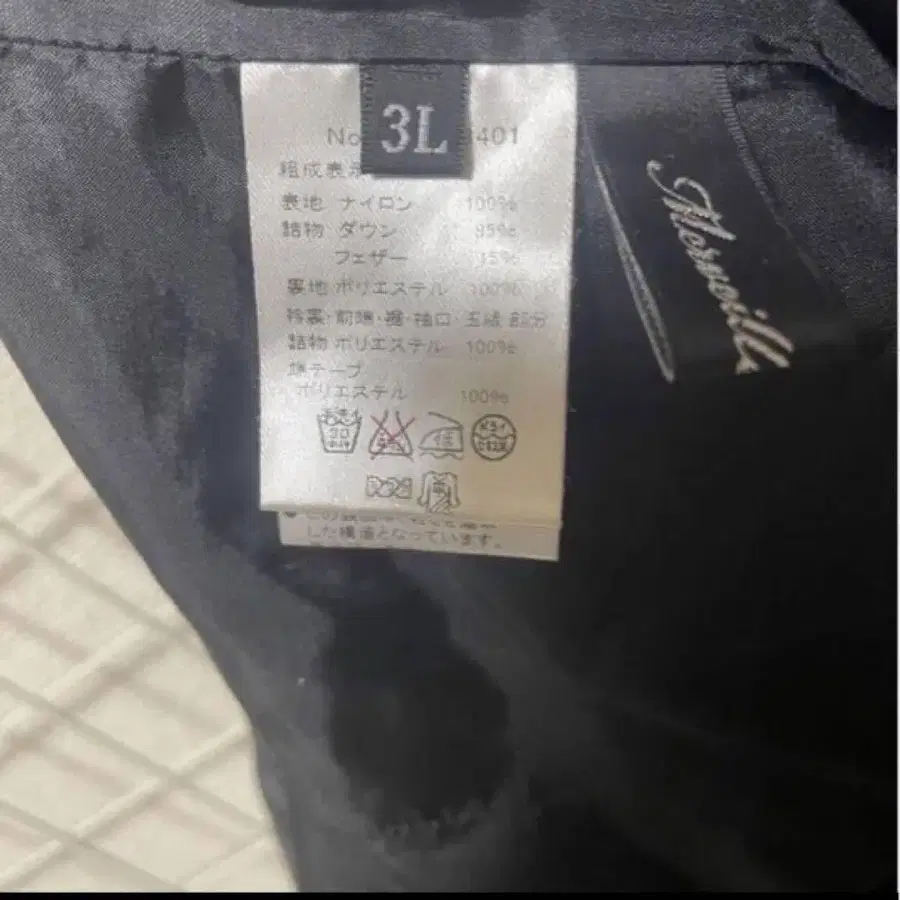 3L
No 401
組成表示
表地 ナイロン 100%
詰物 ダウン 85%
フェザー 15%
裏地 ポリエステル 100%
衿裏・前端・裾・袖口・玉縁 部分
詰物 ポリエステル 100%
端テープ
ポリエステル 100%
した構造となっています。
Merveill